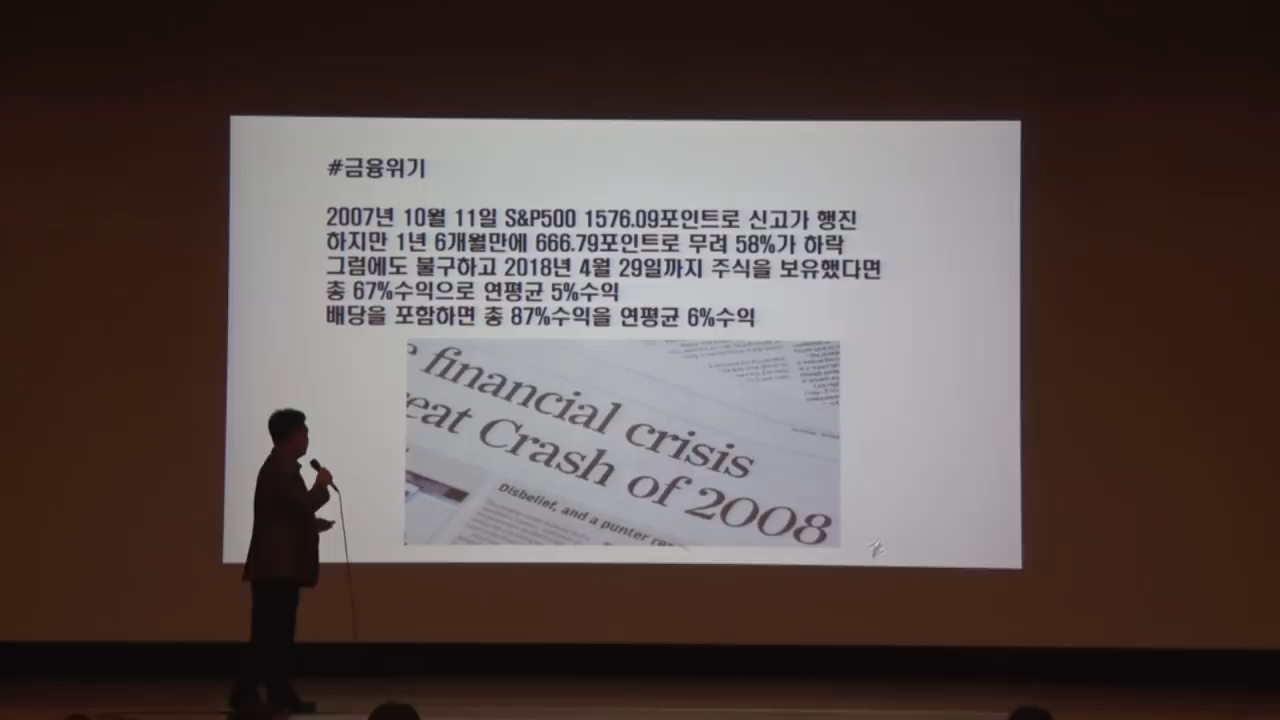 #금융위기
2007년 10월 11일 S&P500 1576.09포인트로 신고가 행진
하지만 1년 6개월만에 666.79포인트로 무려 58%가 하락
그럼에도 불구하고 2018년 4월 29일까지 주식을 보유했다면
총 67%수익으로 연평균 5%수익
배당을 포함하면 총 87%수익을 연평균 6%수익
financial crisis
eat Crash of 2008
Disbelief, and a punter